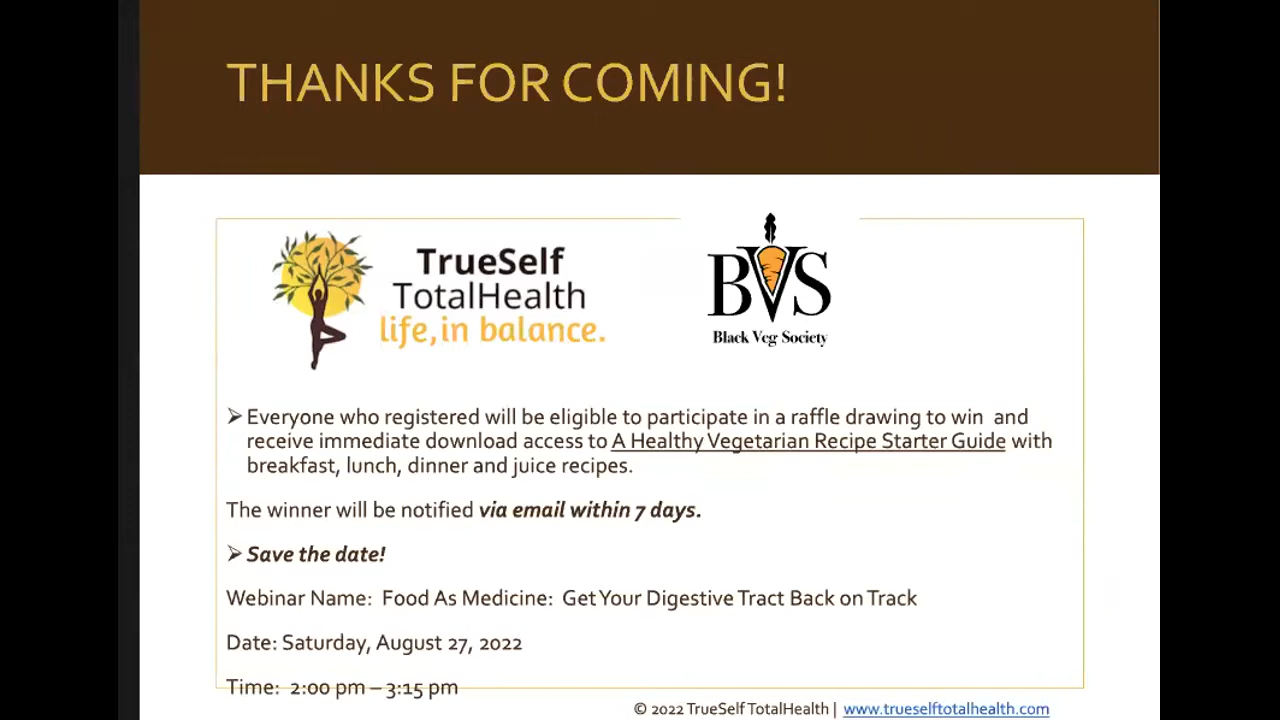 THANKS FOR COMING!
TrueSelf
TotalHealth
life, in balance.
BVS
Black Veg Society
➢ Everyone who registered will be eligible to participate in a raffle drawing to win and
receive immediate download access to A Healthy Vegetarian Recipe Starter Guide with
breakfast, lunch, dinner and juice recipes.
The winner will be notified via email within 7 days.
➢ Save the date!
Webinar Name: Food As Medicine: Get Your Digestive Tract Back on Track
Date: Saturday, August 27, 2022
Time: 2:00 pm – 3:15 pm
© 2022 TrueSelf TotalHealth | www.trueselftotalhealth.com